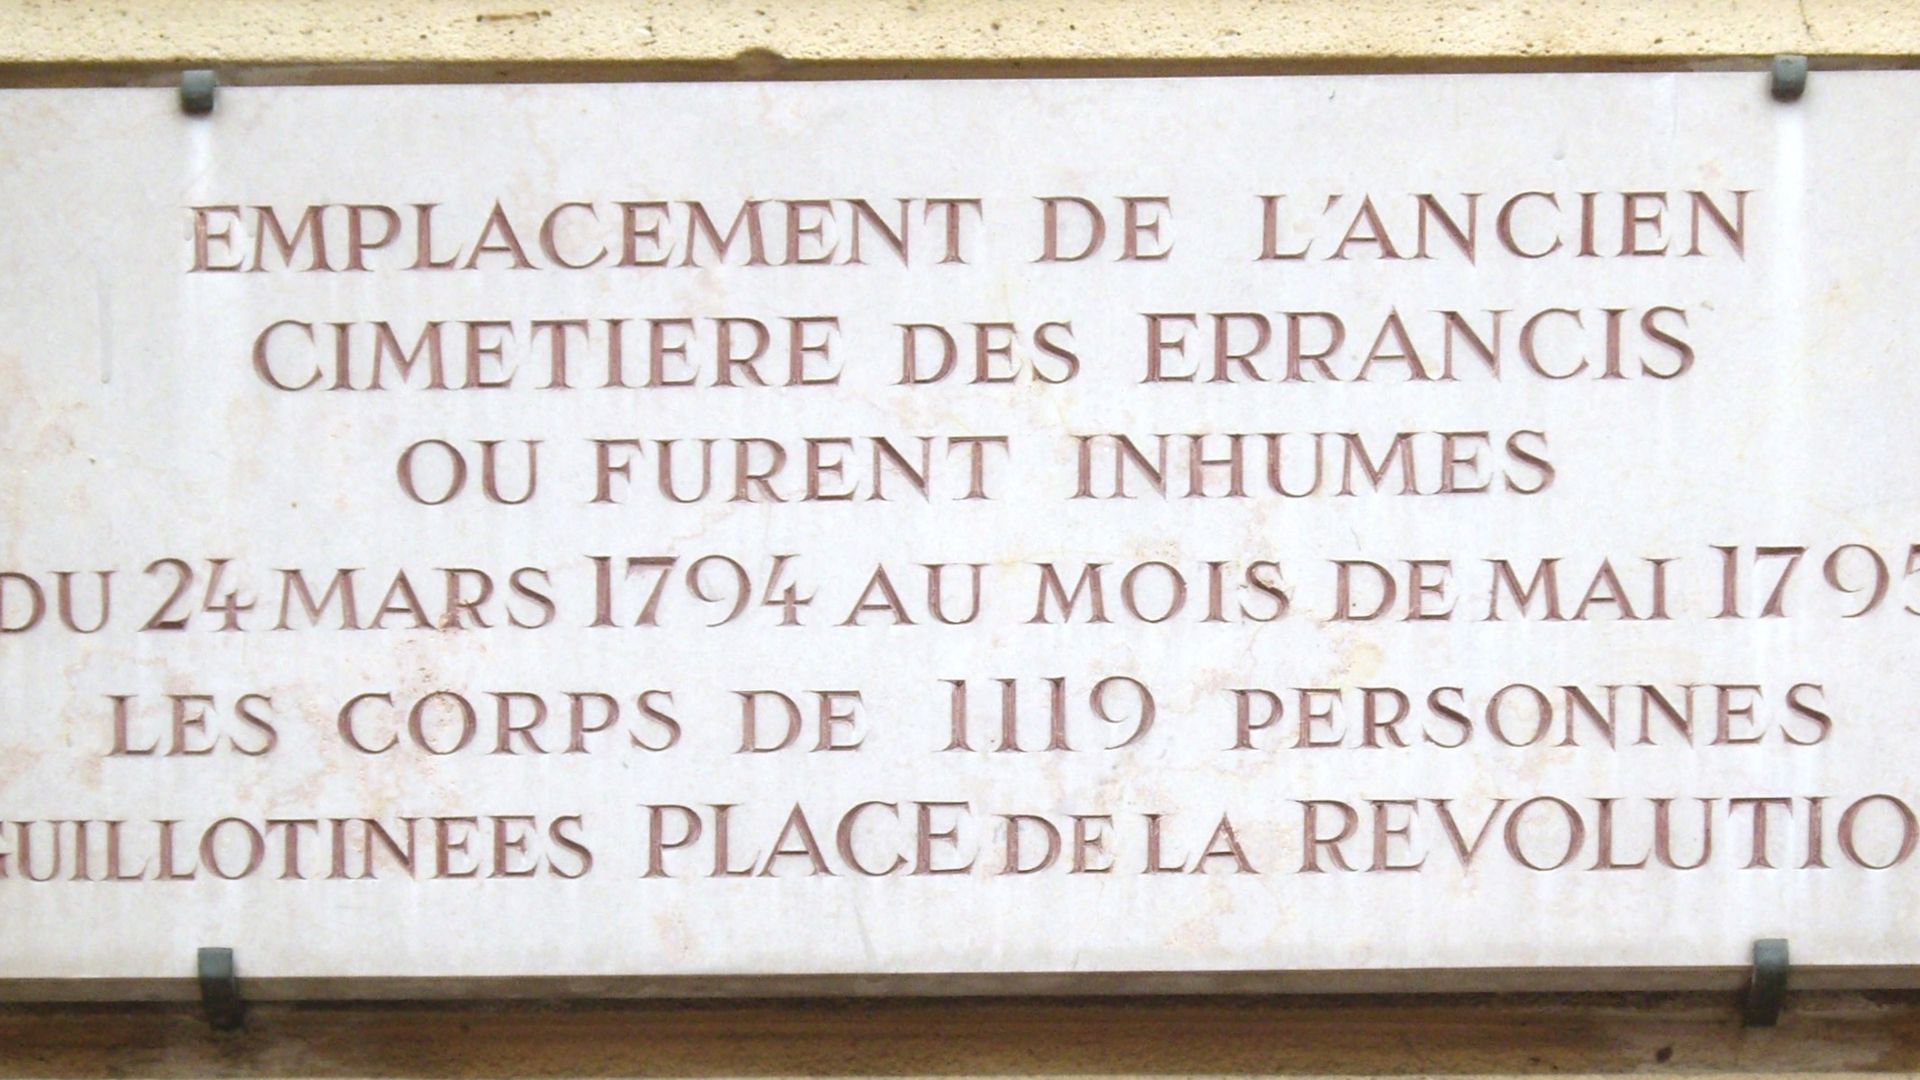 EMPLACEMENT DE L'ANCIEN
CIMETIERE DES ERRANCIS
OU FURENT INHUMES
DU 24 MARS 1794 AU MOIS DE MAI 1795
LES CORPS DE 1119 PERSONNES
GUILLOTINEES PLACE DE LA REVOLUTIO